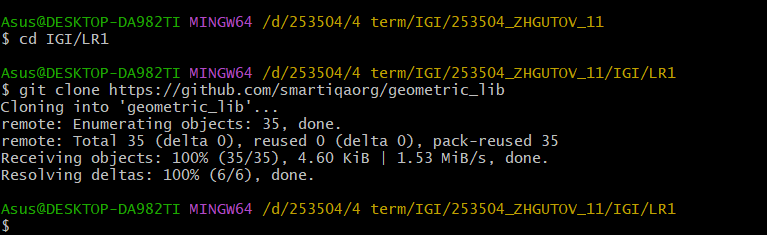 Asus@DESKTOP-DA982TI MINGW64 /d/253504/4 term/IGI/253504_ZHGUTOV_11
$ cd IGI/LR1
Asus@DESKTOP-DA982TI MINGW64 /d/253504/4 term/IGI/253504_ZHGUTOV_11/IGI/LR1
$ git clone https://github.com/smartiqaorg/geometric_lib
Cloning into 'geometric_lib'...
remote: Enumerating objects: 35, done.
remote: Total 35 (delta 0), reused 0 (delta 0), pack-reused 35
Receiving objects: 100% (35/35), 4.60 KiB | 1.53 MiB/s, done.
Resolving deltas: 100% (6/6), done.
Asus@DESKTOP-DA982TI MINGW64 /d/253504/4 term/IGI/253504_ZHGUTOV_11/IGI/LR1
$